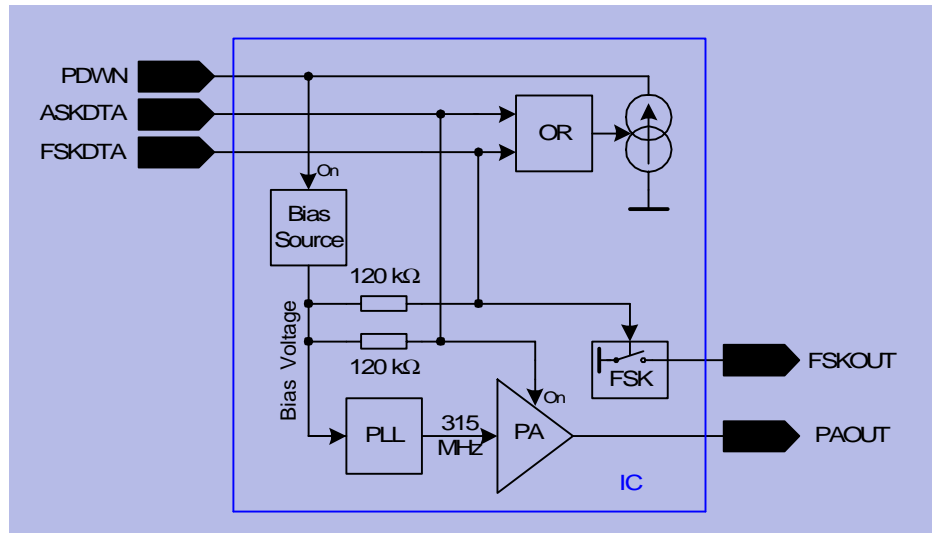 PDWN
ASKDTA
FSKDTA
OR
On
Bias
Source
120 kΩ
120 kΩ
Bias Voltage
FSK
FSKOUT
On
PLL
315
MHz
PA
PAOUT
IC